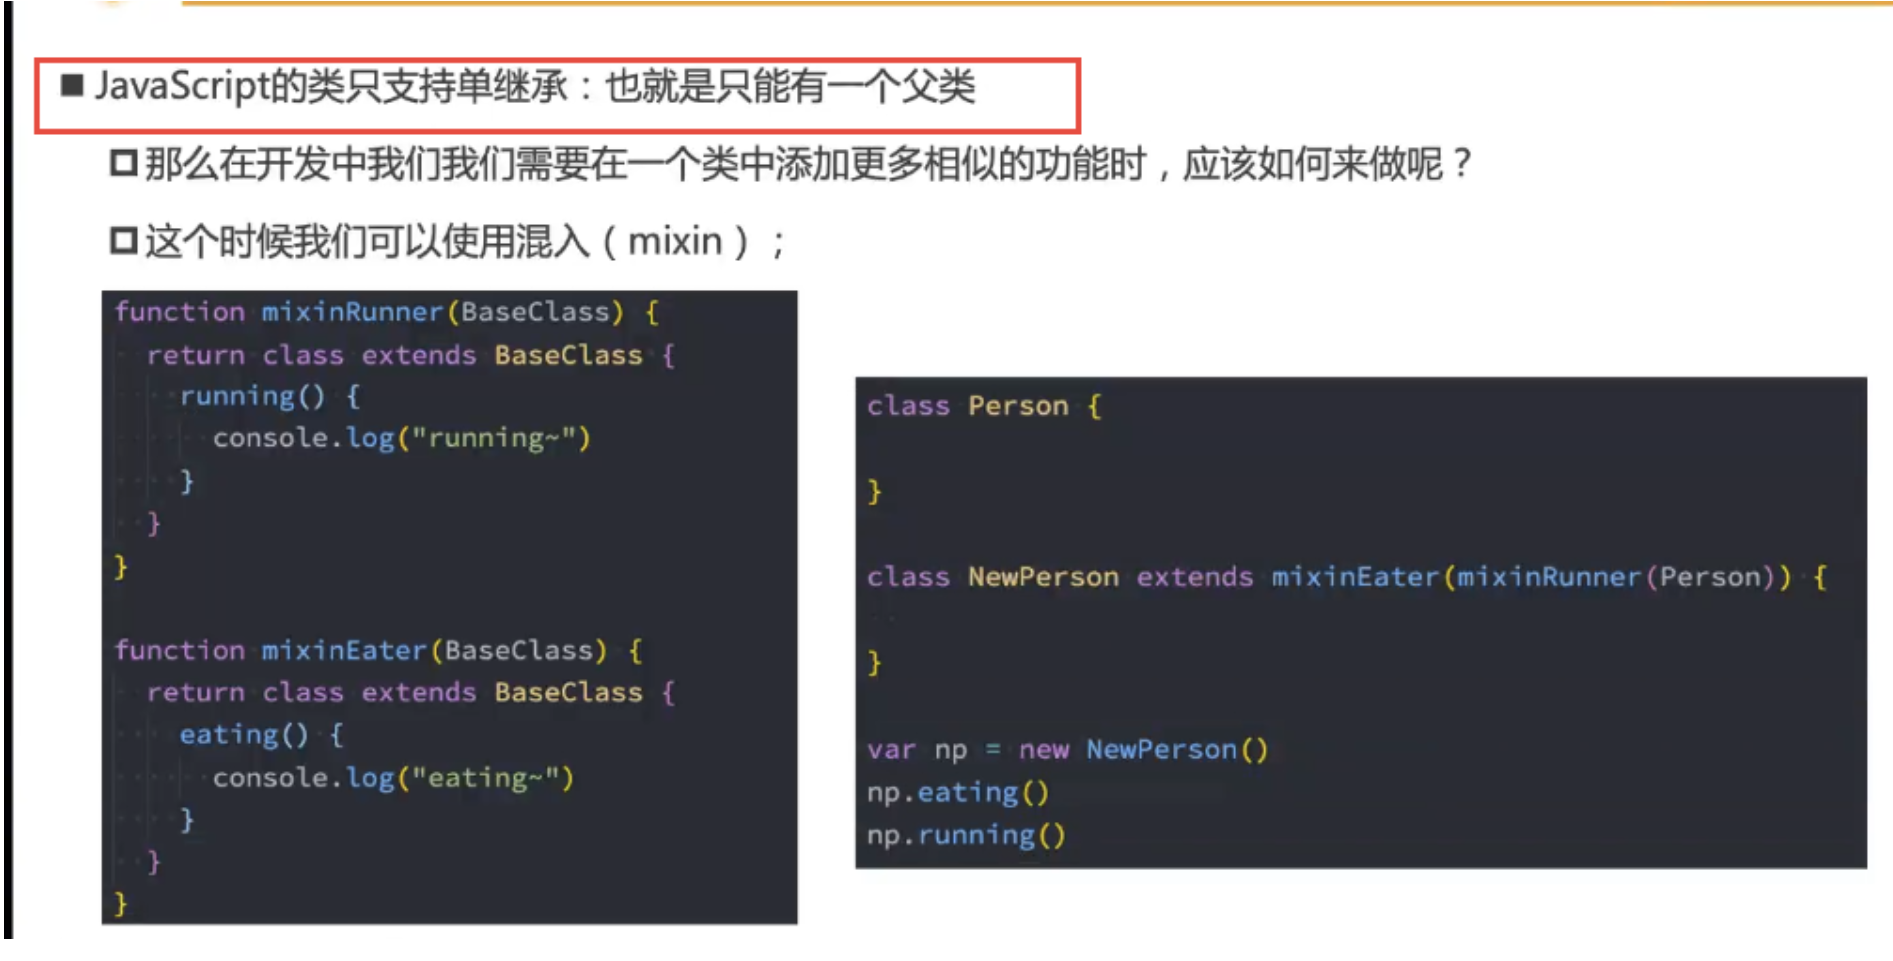 ■ JavaScript的类只支持单继承：也就是只能有一个父类
那么在开发中我们我们需要在一个类中添加更多相似的功能时，应该如何来做呢？
这个时候我们可以使用混入（mixin）；
function mixinRunner(BaseClass) {
  return class extends BaseClass {
    running() {
      console.log("running~")
    }
  }
}
function mixinEater(BaseClass) {
  return class extends BaseClass {
    eating() {
      console.log("eating~")
    }
  }
}
class Person {
}
class NewPerson extends mixinEater(mixinRunner(Person)) {
}
var np = new NewPerson()
np.eating()
np.running()